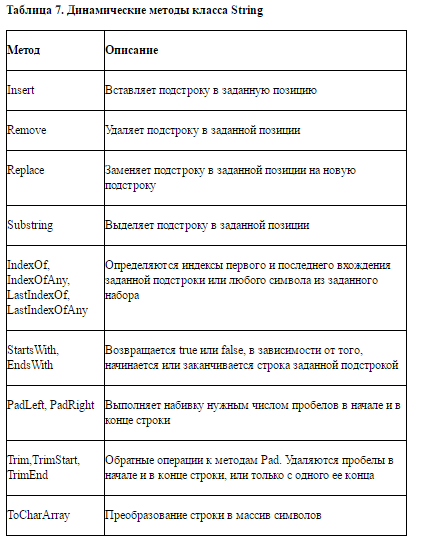 Таблица 7. Динамические методы класса String
Метод
Описание
Insert
Вставляет подстроку в заданную позицию
Remove
Удаляет подстроку в заданной позиции
Replace
Заменяет подстроку в заданной позиции на новую
подстроку
Substring
Выделяет подстроку в заданной позиции
IndexOf,
IndexOfAny,
LastIndexOf,
LastIndexOfAny
Определяются индексы первого и последнего вхождения
заданной подстроки или любого символа из заданного
набора
StartsWith,
EndsWith
Возвращается true или false, в зависимости от того,
начинается или заканчивается строка заданной подстрокой
PadLeft, PadRight
Выполняет набивку нужным числом пробелов в начале и в
конце строки
Trim,TrimStart,
TrimEnd
Обратные операции к методам Pad. Удаляются пробелы в
начале и в конце строки, или только с одного ее конца
ToCharArray
Преобразование строки в массив символов